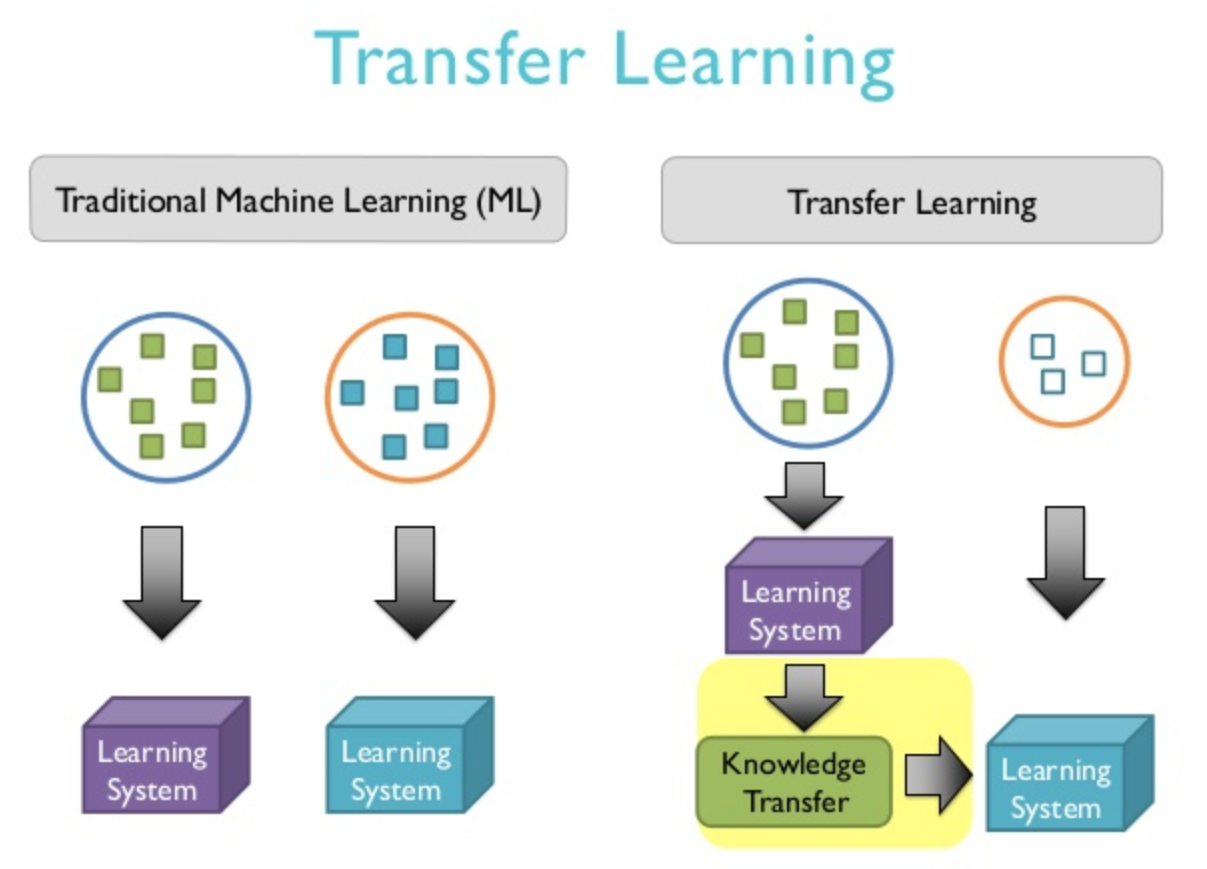 Transfer Learning
Traditional Machine Learning (ML)
Learning
System
Learning
System
Transfer Learning
Learning
System
Knowledge
Transfer
Learning
System